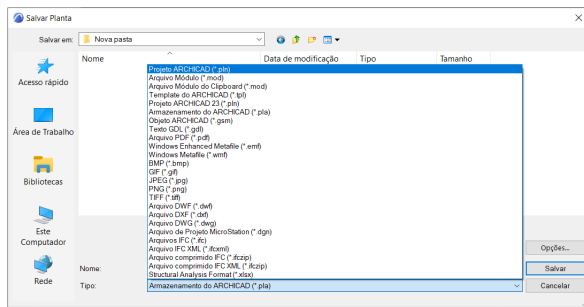 Salvar Planta
Salvar em: Nova pasta
Nome Data de modificação Tipo Tamanho
Acesso rápido
Área de Trabalho
Bibliotecas
Este
Computador
Rede
Projeto ARCHICAD (*.pln)
Arquivo Módulo (*.mod)
Arquivo Módulo do Clipboard (*.mod)
Template do ARCHICAD (*.tpl)
Projeto ARCHICAD 23 (*.pln)
Armazenamento do ARCHICAD (*.pla)
Objeto ARCHICAD (*.gsm)
Texto GDL (*.gdl)
Arquivo PDF (*.pdf)
Windows Enhanced Metafile (*.emf)
Windows Metafile (*.wmf)
BMP (*.bmp)
GIF (*.gif)
JPEG (*.jpg)
PNG (*.png)
TIFF (*.tiff)
Arquivo DWF (*.dwf)
Arquivo DXF (*.dxf)
Arquivo DWG (*.dwg)
Arquivo de Projeto MicroStation (*.dgn)
Arquivos IFC (*.ifc)
Arquivo IFC XML (*.ifcxml)
Arquivo comprimido IFC (*.ifczip)
Arquivo comprimido IFC XML (*.ifczip)
Structural Analysis Format (*.xlsx)
Opções...
Nome: Salvar
Tipo: Armazenamento do ARCHICAD (*.pla) Cancelar